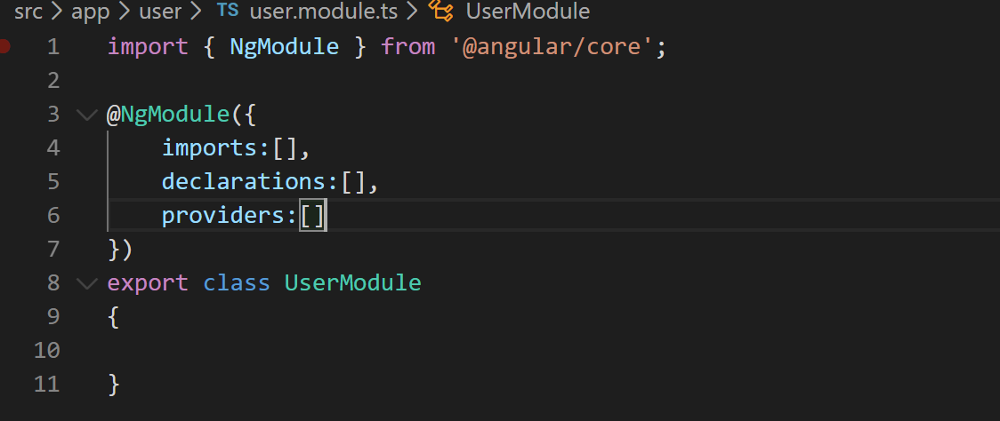 src > app > user > TS user.module.ts > UserModule
1 import { NgModule } from '@angular/core';
2
3 @NgModule({
4     imports:[],
5     declarations:[],
6     providers:[]
7 })
8 export class UserModule
9 {
10
11 }